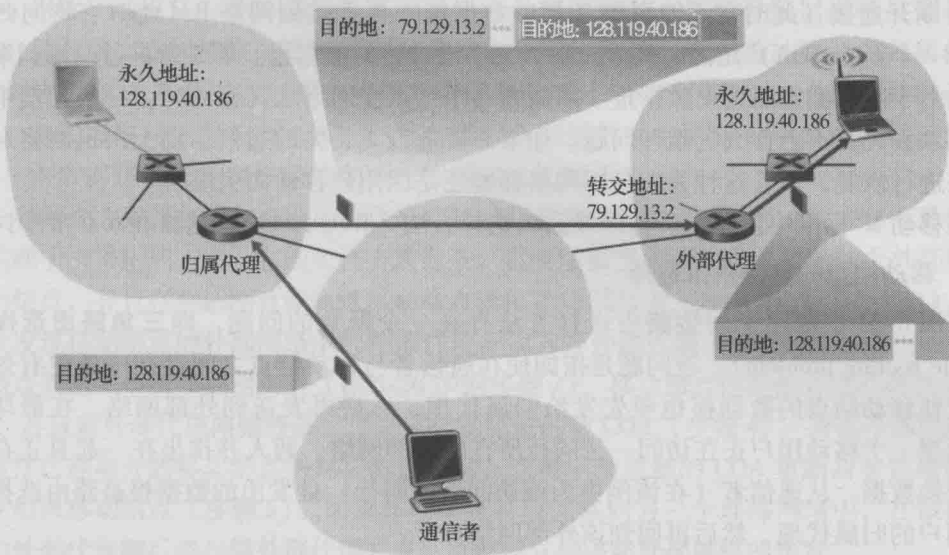 目的地: 79.129.13.2 ... 目的地: 128.119.40.186
永久地址:
128.119.40.186
永久地址:
128.119.40.186
转交地址:
79.129.13.2
归属代理
外部代理
目的地: 128.119.40.186 ...
目的地: 128.119.40.186 ...
通信者